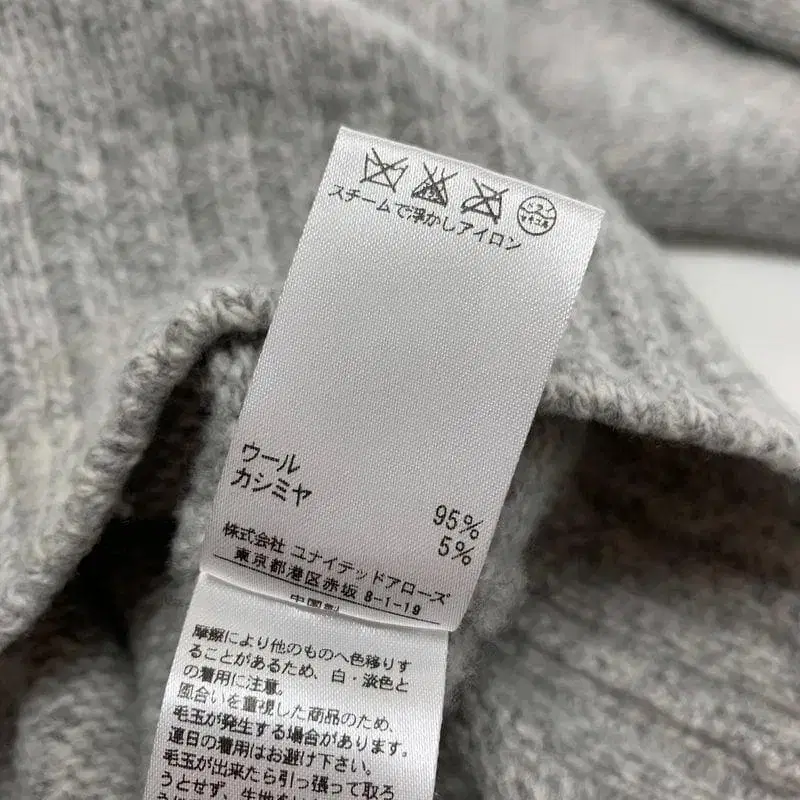 スチームで浮かしアイロン
ウール 95%
カシミヤ 5%
株式会社 ユナイテッドアローズ
東京都港区赤坂 8-1-19
中国製
摩擦により他のものへ色移りす
ることがあるため、白・淡色と
の着用に注意。
風合いを重視した商品のため、
毛玉が発生する場合があります。
連日の着用はお避け下さい。
毛玉が出来たら引っ張って取ろ
うとせず、生地を